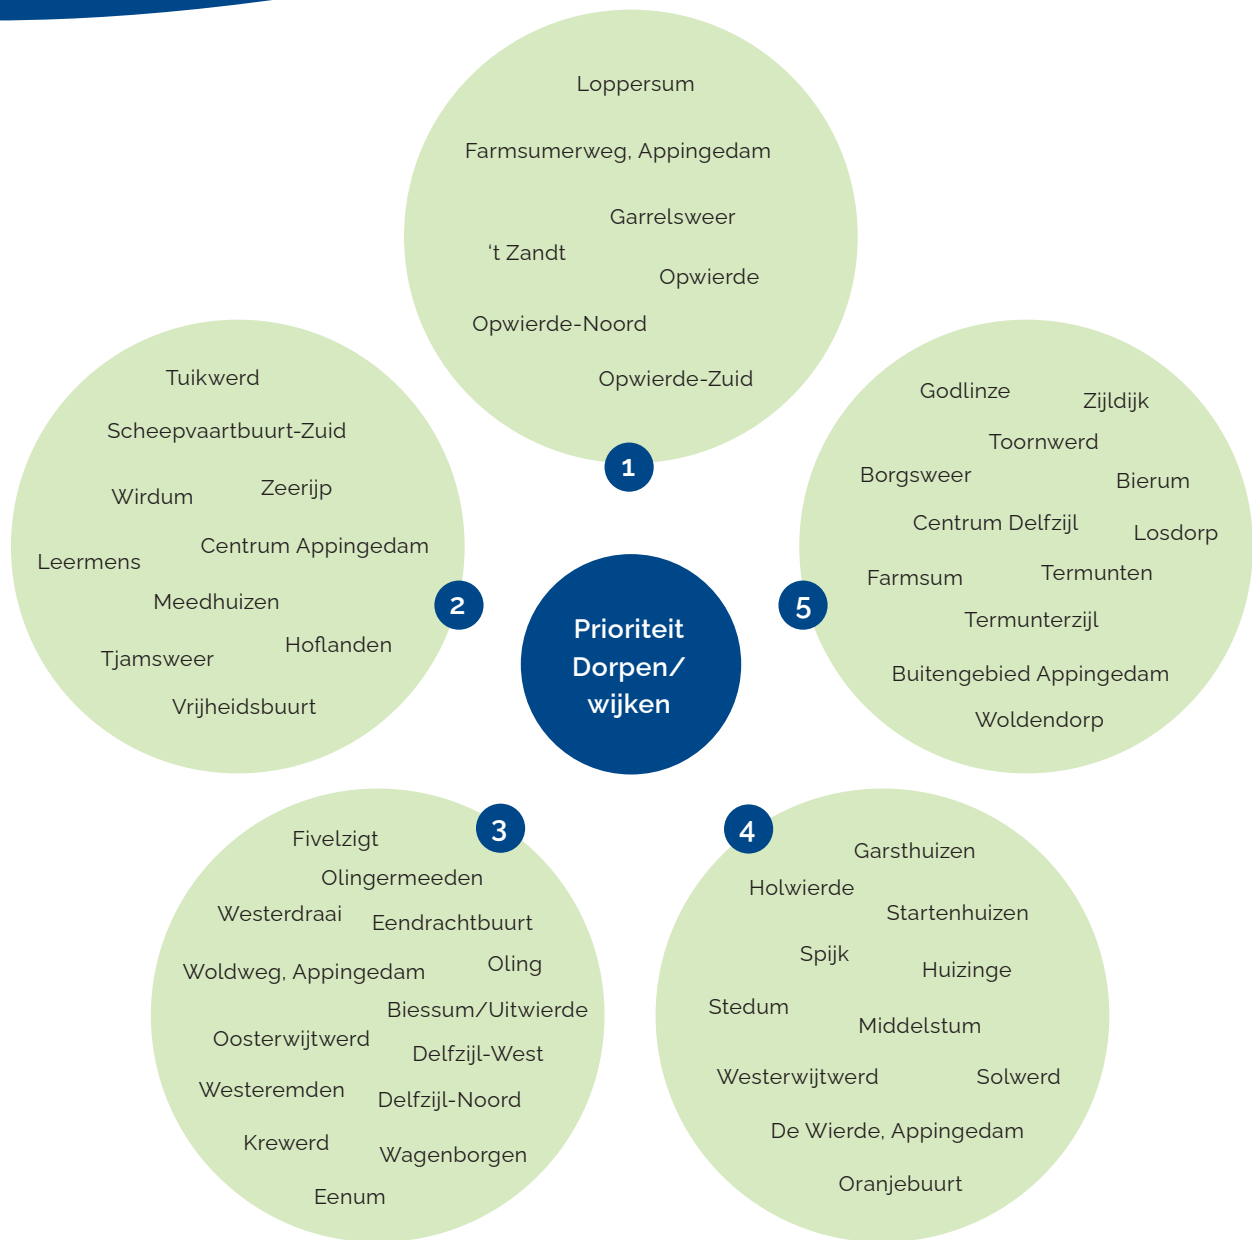 Loppersum
Farmsumerweg, Appingedam
Garrelsweer
‘t Zandt
Opwierde
Opwierde-Noord
Opwierde-Zuid
1
Tuikwerd
Scheepvaartbuurt-Zuid
Wirdum
Zeerijp
Centrum Appingedam
Leermens
Meedhuizen
Hoflanden
Tjamsweer
Vrijheidsbuurt
2
Prioriteit
Dorpen/
wijken
Fivelzigt
Olingermeeden
Westerdraai
Eendrachtbuurt
Woldweg, Appingedam
Oling
Biessum/Uitwierde
Oosterwijtwerd
Delfzijl-West
Westeremden
Delfzijl-Noord
Krewerd
Wagenborgen
Eenum
3
4
Garsthuizen
Holwierde
Startenhuizen
Spijk
Huizinge
Stedum
Middelstum
Westerwijtwerd
Solwerd
De Wierde, Appingedam
Oranjebuurt
5
Godlinze
Zijldijk
Toornwerd
Borgsweer
Bierum
Centrum Delfzijl
Losdorp
Farmsum
Termunten
Termunterzijl
Buitengebied Appingedam
Woldendorp